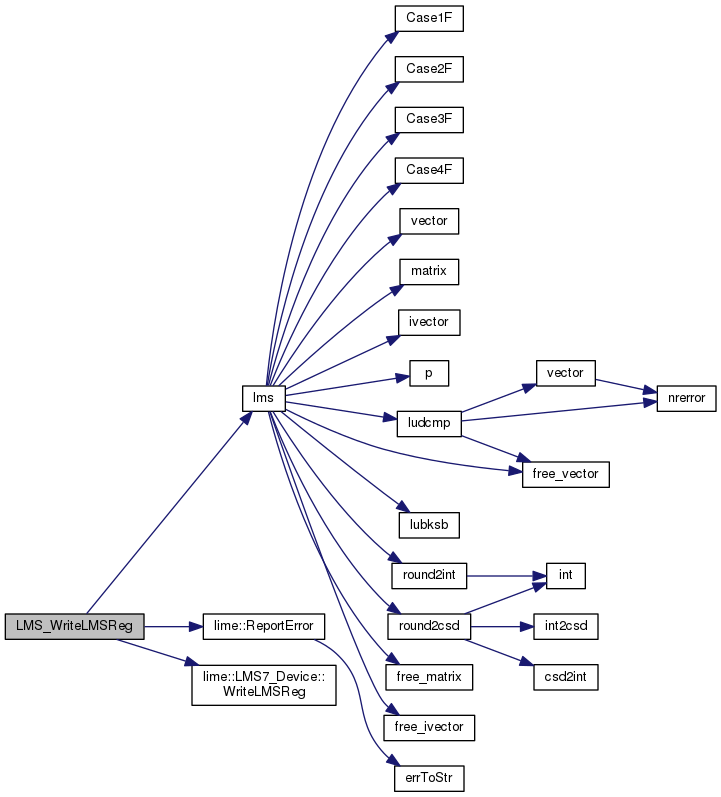 Case1F
Case2F
Case3F
Case4F
vector
matrix
ivector
p
vector
nrerror
lms
ludcmp
free_vector
lubksb
round2int
int
LMS_WriteLMSReg
lime::ReportError
round2csd
int2csd
lime::LMS7_Device::
WriteLMSReg
free_matrix
csd2int
free_ivector
errToStr